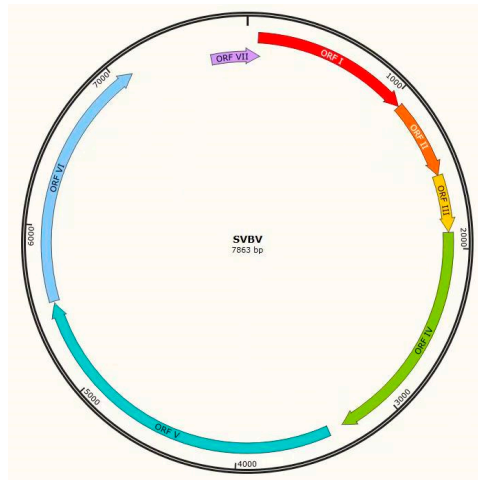 ORF VII
ORF I
1000
ORF II
ORF III
2000
ORF IV
3000
4000
ORF V
5000
6000
ORF VI
7000
SVBV
7863 bp